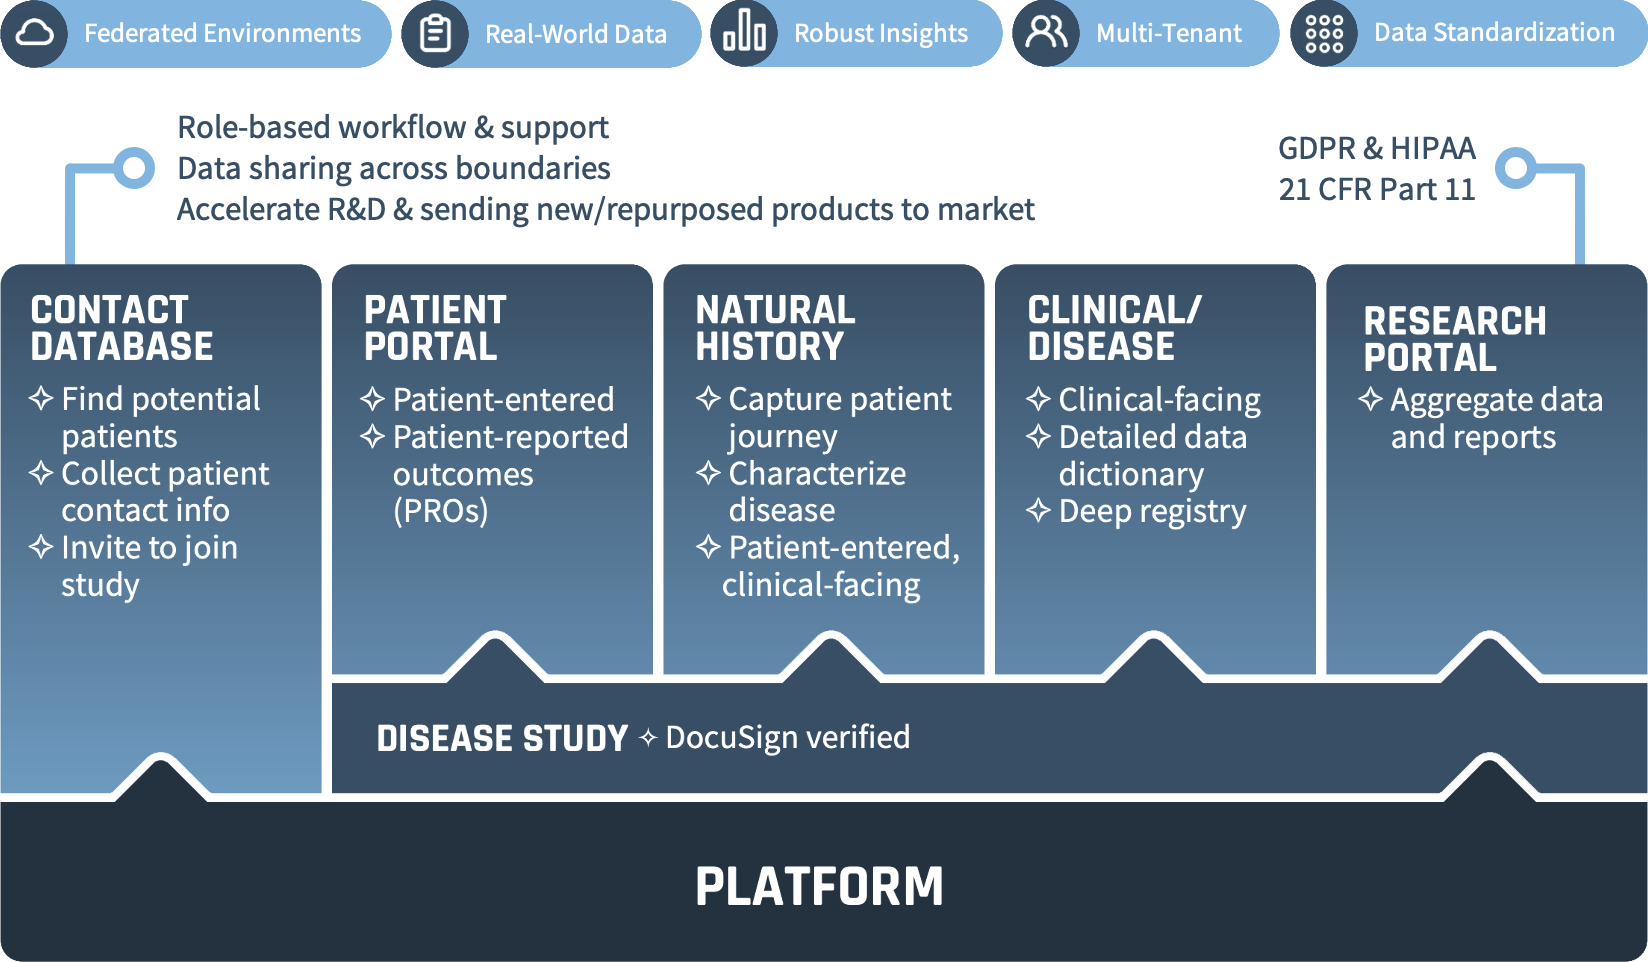 Federated Environments
Real-World Data
Robust Insights
Multi-Tenant
Data Standardization
Role-based workflow & support
Data sharing across boundaries
Accelerate R&D & sending new/repurposed products to market
GDPR & HIPAA
21 CFR Part 11
CONTACT
DATABASE
Find potential
patients
Collect patient
contact info
Invite to join
study
PATIENT
PORTAL
Patient-entered
Patient-reported
outcomes
(PROs)
NATURAL
HISTORY
Capture patient
journey
Characterize
disease
Patient-entered,
clinical-facing
CLINICAL/
DISEASE
Clinical-facing
Detailed data
dictionary
Deep registry
RESEARCH
PORTAL
Aggregate data
and reports
DISEASE STUDY ✧ DocuSign verified
PLATFORM